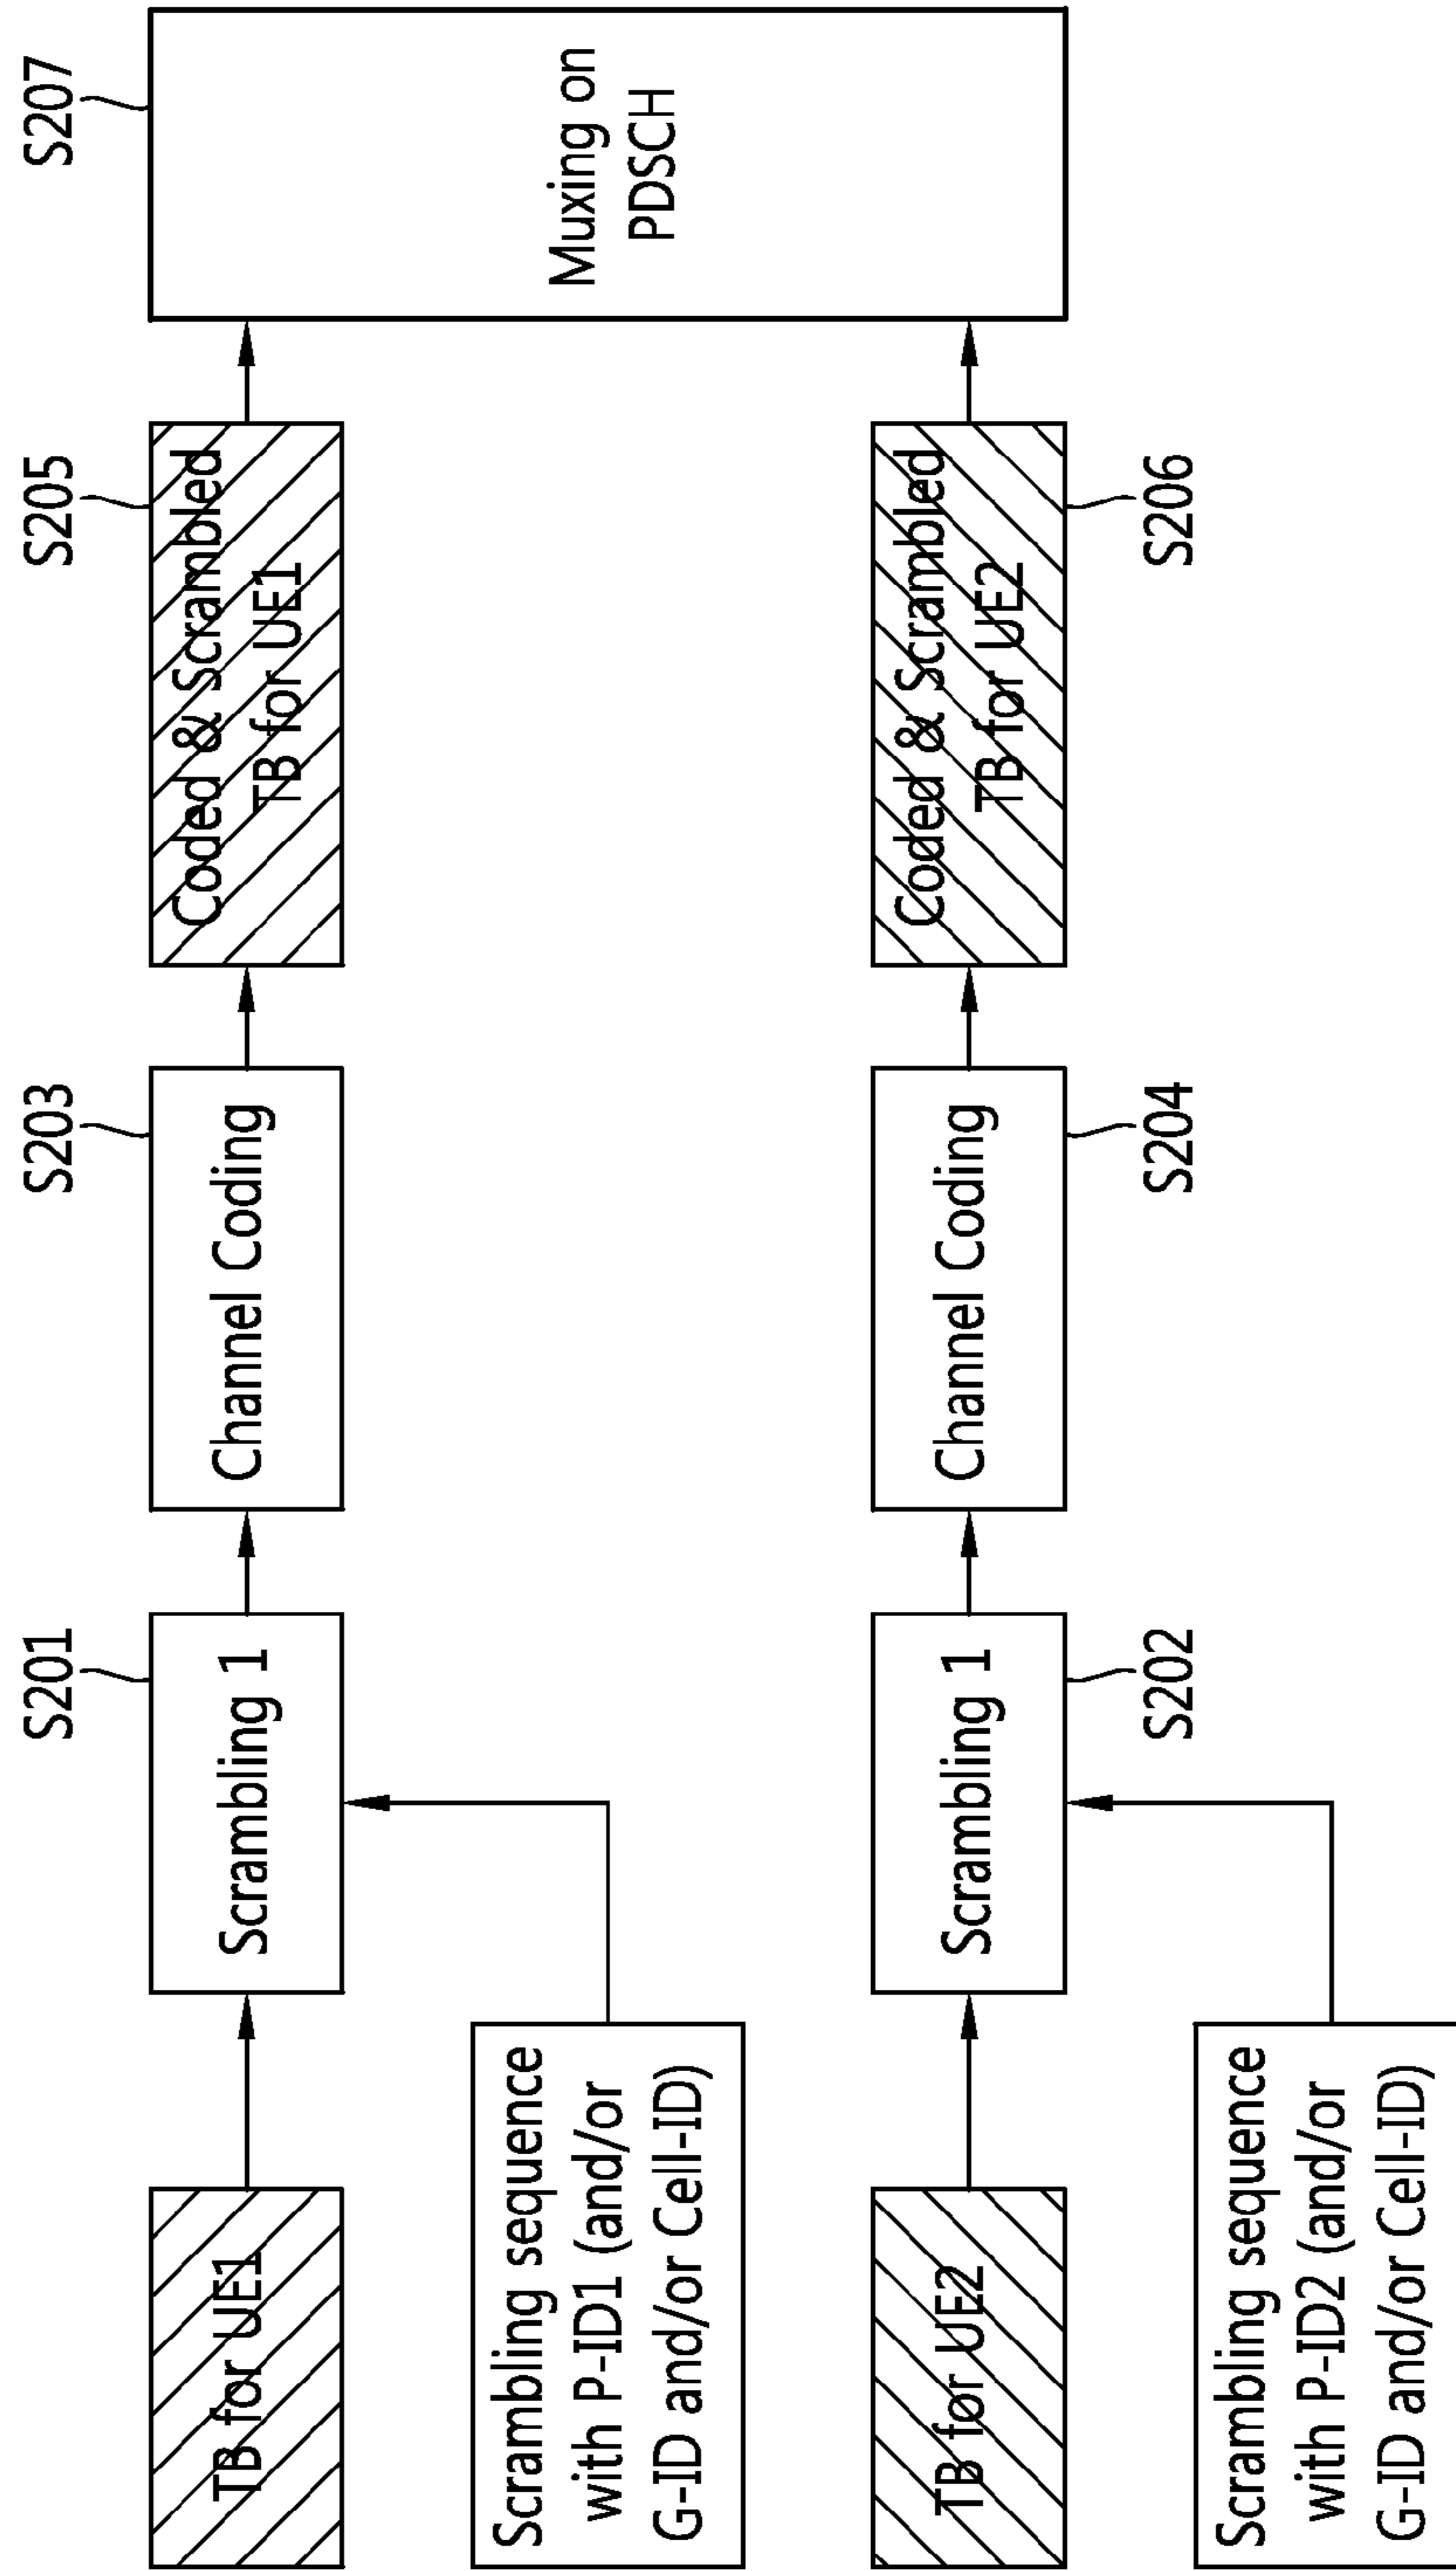 S201
S203
S205
S207
TB for UE1
Scrambling 1
Channel Coding
Coded & Scrambled
TB for UE1
Muxing on
PDSCH
Scrambling sequence
with P-ID1 (and/or
G-ID and/or Cell-ID)
TB for UE2
Scrambling 1
Channel Coding
Coded & Scrambled
TB for UE2
S202
S204
S206
Scrambling sequence
with P-ID2 (and/or
G-ID and/or Cell-ID)